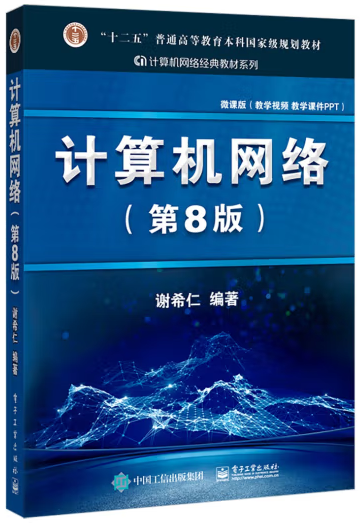 “十二五”普通高等教育本科国家级规划教材
计算机网络经典教材系列
微课版（教学视频 教学课件PPT）
计算机网络
（第8版）
谢希仁 编著
中国工信出版集团
电子工业出版社
计算机网络（第8版）
谢希仁 编著
电子工业出版社